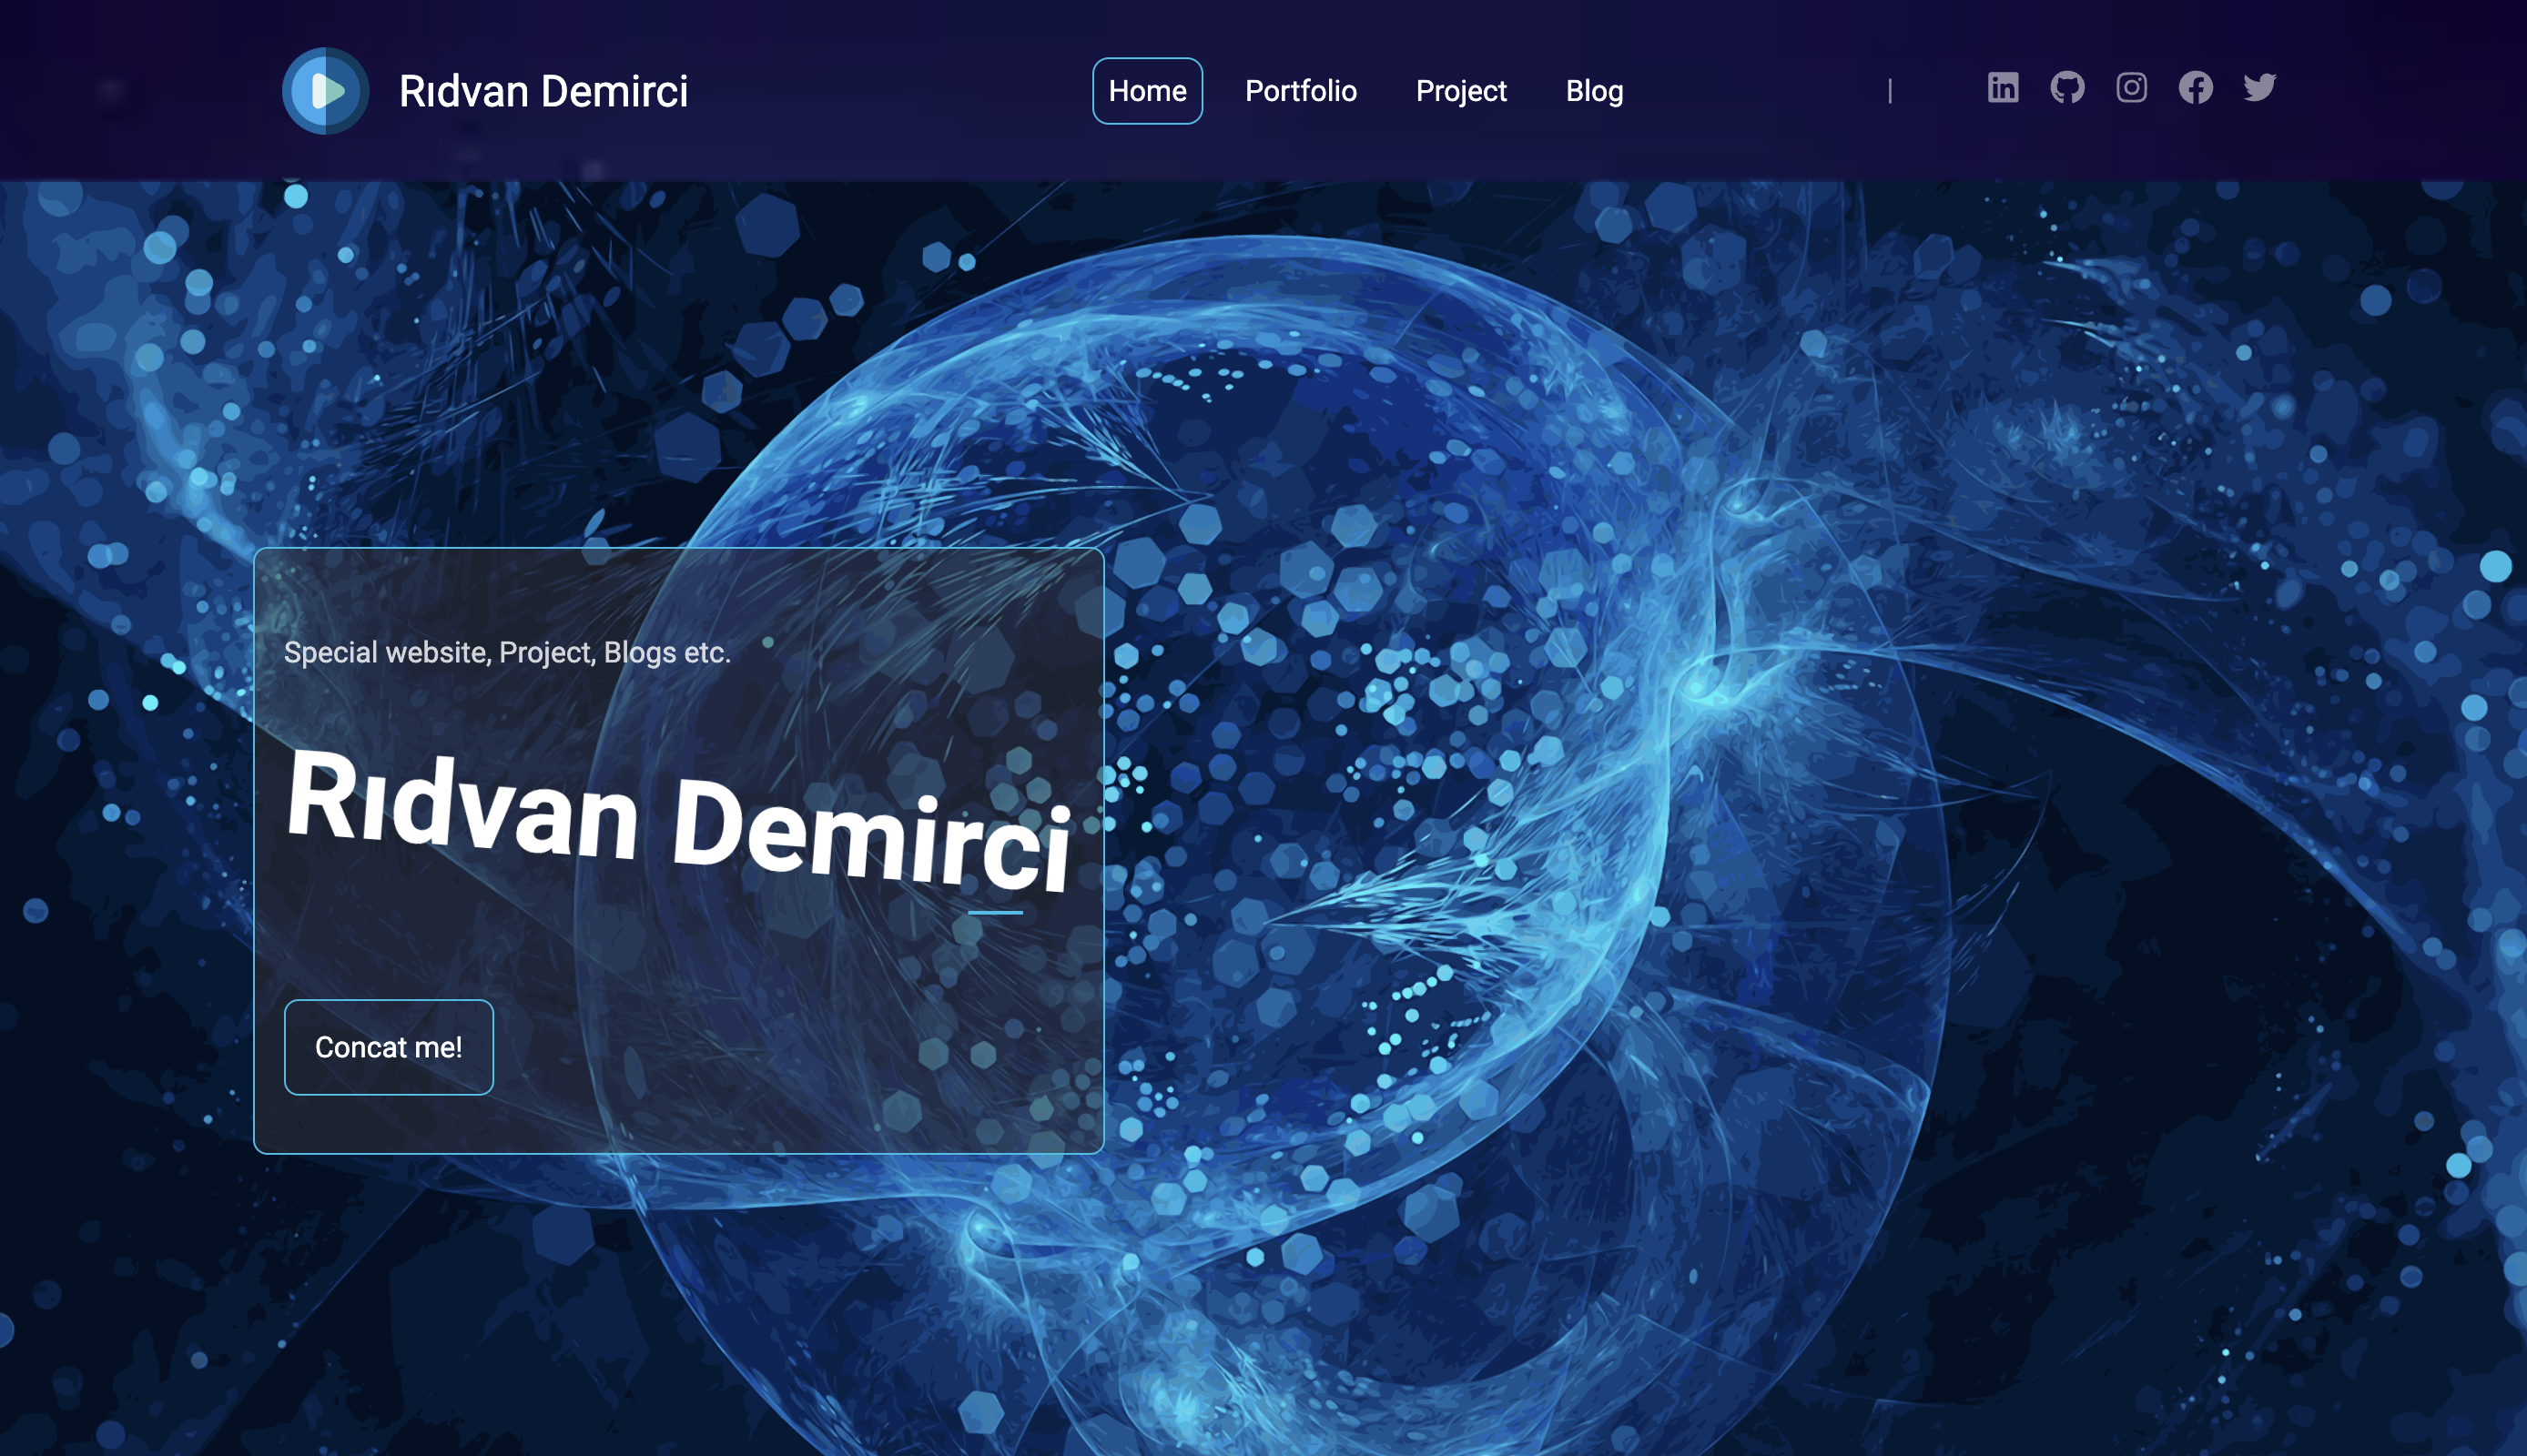 Rıdvan Demirci
Home Portfolio Project Blog |
Special website, Project, Blogs etc.
Rıdvan Demirci
Concat me!